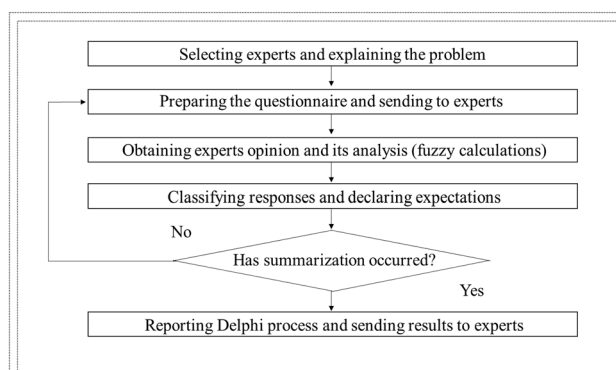 Selecting experts and explaining the problem
Preparing the questionnaire and sending to experts
Obtaining experts opinion and its analysis (fuzzy calculations)
Classifying responses and declaring expectations
No
Has summarization occurred?
Yes
Reporting Delphi process and sending results to experts